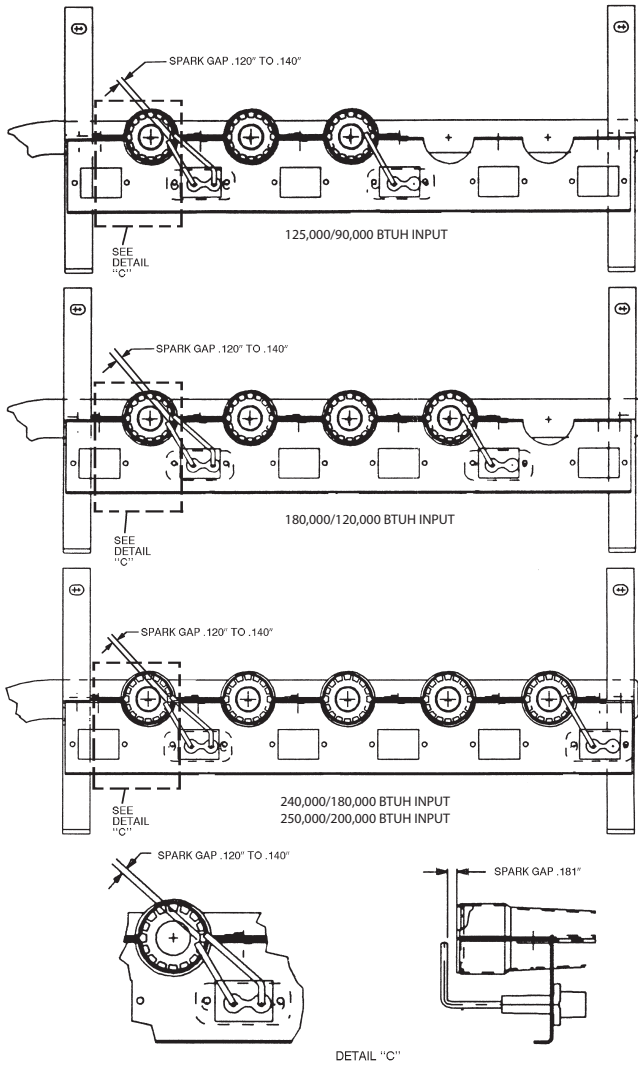 SPARK GAP .120" TO .140"
SEE
DETAIL
"C"
125,000/90,000 BTUH INPUT
SPARK GAP .120" TO .140"
SEE
DETAIL
"C"
180,000/120,000 BTUH INPUT
SPARK GAP .120" TO .140"
SEE
DETAIL
"C"
240,000/180,000 BTUH INPUT
250,000/200,000 BTUH INPUT
SPARK GAP .120" TO .140"
SPARK GAP .181"
DETAIL "C"